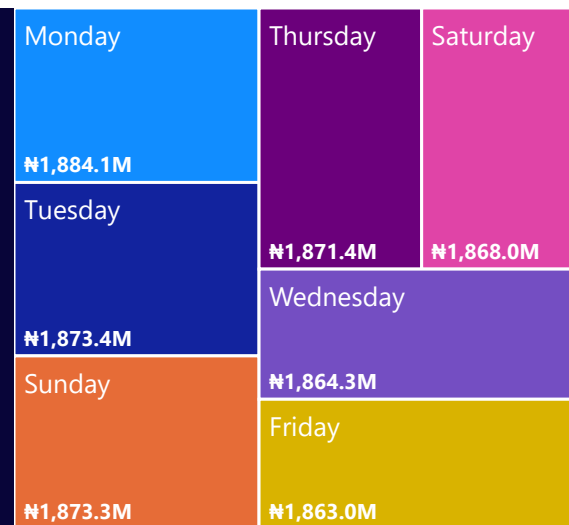 Monday
₦1,884.1M
Tuesday
₦1,873.4M
Sunday
₦1,873.3M
Thursday
₦1,871.4M
Saturday
₦1,868.0M
Wednesday
₦1,864.3M
Friday
₦1,863.0M